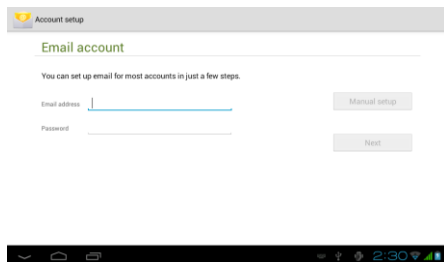 Account setup
Email account
You can set up email for most accounts in just a few steps.
Email address
Manual setup
Password
Next
2:30